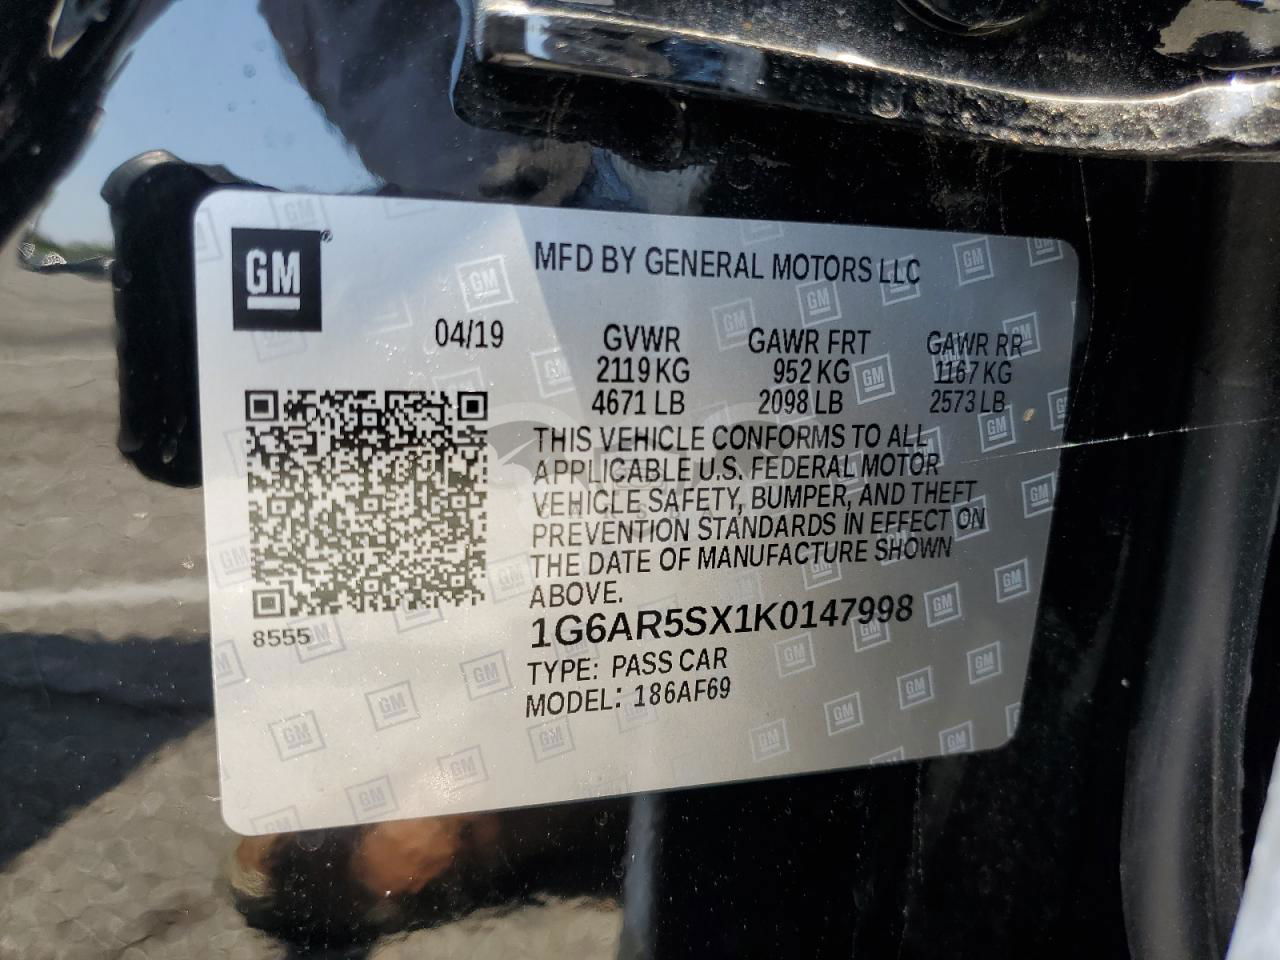 GM
MFD BY GENERAL MOTORS LLC
04/19 GVWR GAWR FRT GAWR RR
2119 KG 952 KG 1167 KG
4671 LB 2098 LB 2573 LB
THIS VEHICLE CONFORMS TO ALL
APPLICABLE U.S. FEDERAL MOTOR
VEHICLE SAFETY, BUMPER, AND THEFT
PREVENTION STANDARDS IN EFFECT ON
THE DATE OF MANUFACTURE SHOWN
ABOVE.
8555
1G6AR5SX1K0147998
TYPE: PASS CAR
MODEL: 186AF69